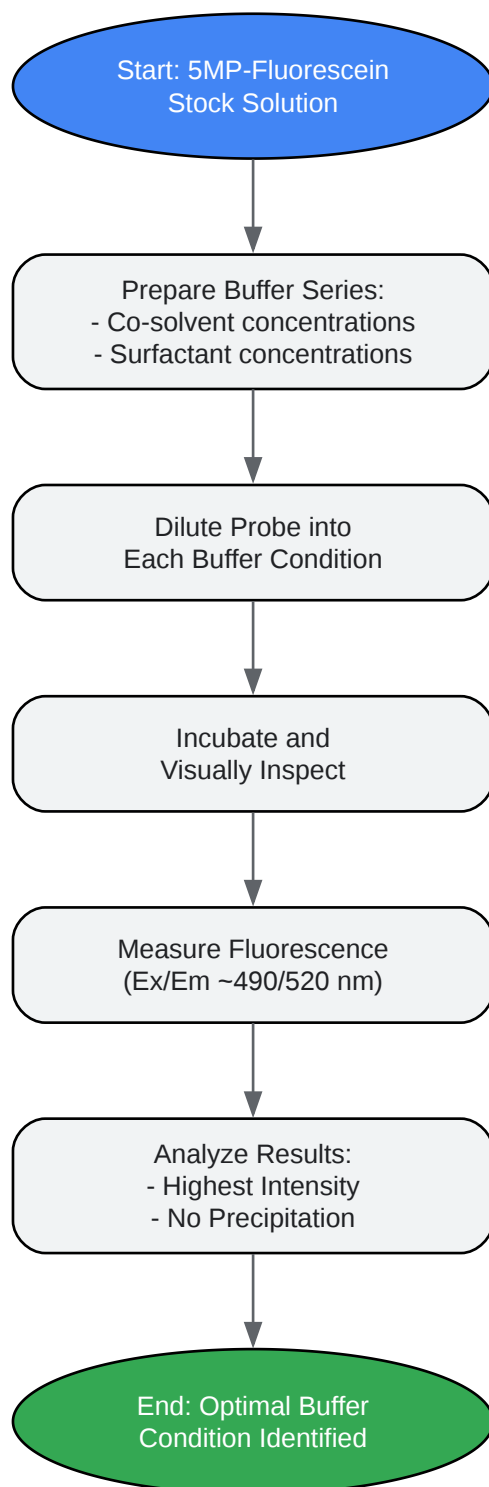 Start: 5MP-Fluorescein
Stock Solution
Prepare Buffer Series:
- Co-solvent concentrations
- Surfactant concentrations
Dilute Probe into
Each Buffer Condition
Incubate and
Visually Inspect
Measure Fluorescence
(Ex/Em ~490/520 nm)
Analyze Results:
- Highest Intensity
- No Precipitation
End: Optimal Buffer
Condition Identified